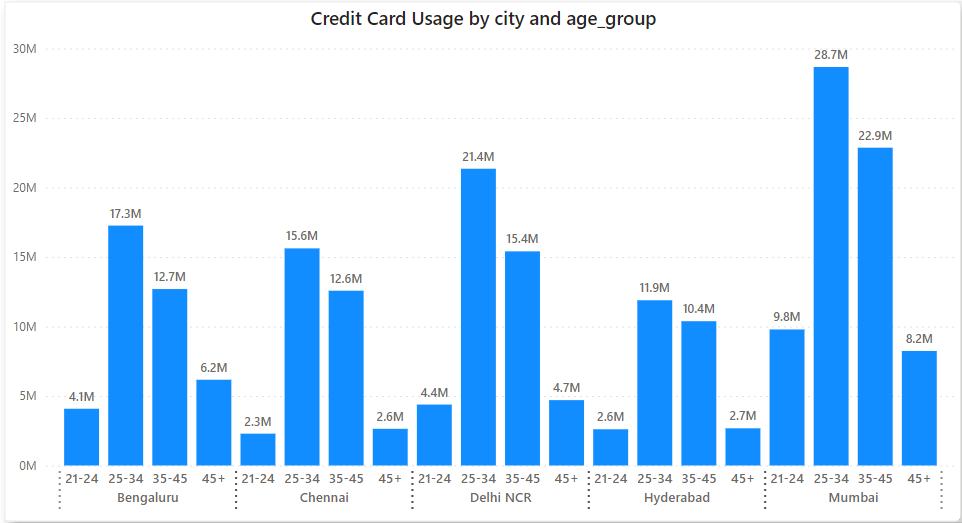 Credit Card Usage by city and age_group
30M
28.7M
25M
22.9M
21.4M
20M
17.3M
15.6M
15.4M
15M
12.7M
12.6M
11.9M
10.4M
10M
9.8M
8.2M
6.2M
5M
4.1M
2.3M
2.6M
4.4M
4.7M
2.6M
2.7M
0M
21-24 25-34 35-45 45+ 21-24 25-34 35-45 45+ 21-24 25-34 35-45 45+ 21-24 25-34 35-45 45+ 21-24 25-34 35-45 45+
Bengaluru Chennai Delhi NCR Hyderabad Mumbai